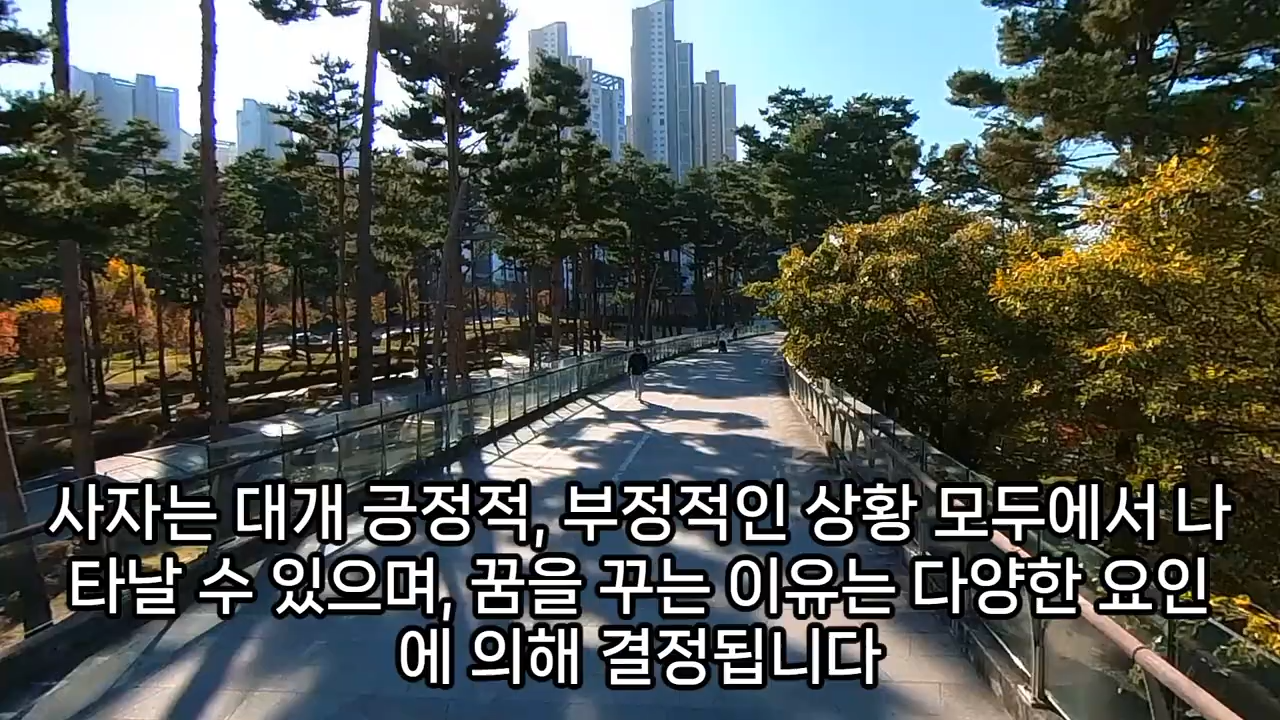 사자는 대개 긍정적, 부정적인 상황 모두에서 나
타날 수 있으며, 꿈을 꾸는 이유는 다양한 요인
에 의해 결정됩니다